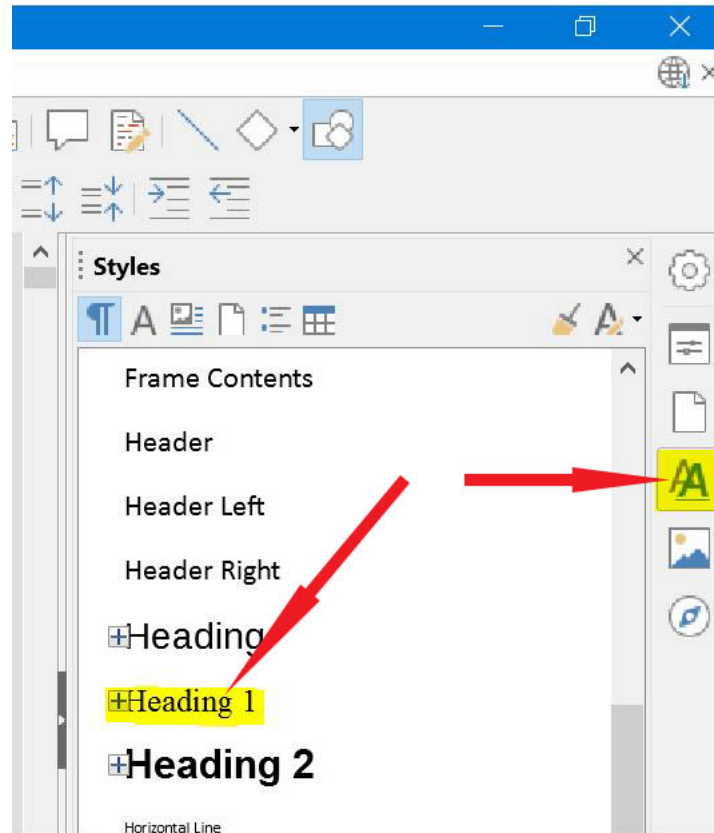 Styles
Frame Contents
Header
Header Left
Header Right
Heading
Heading 1
Heading 2
Horizontal Line